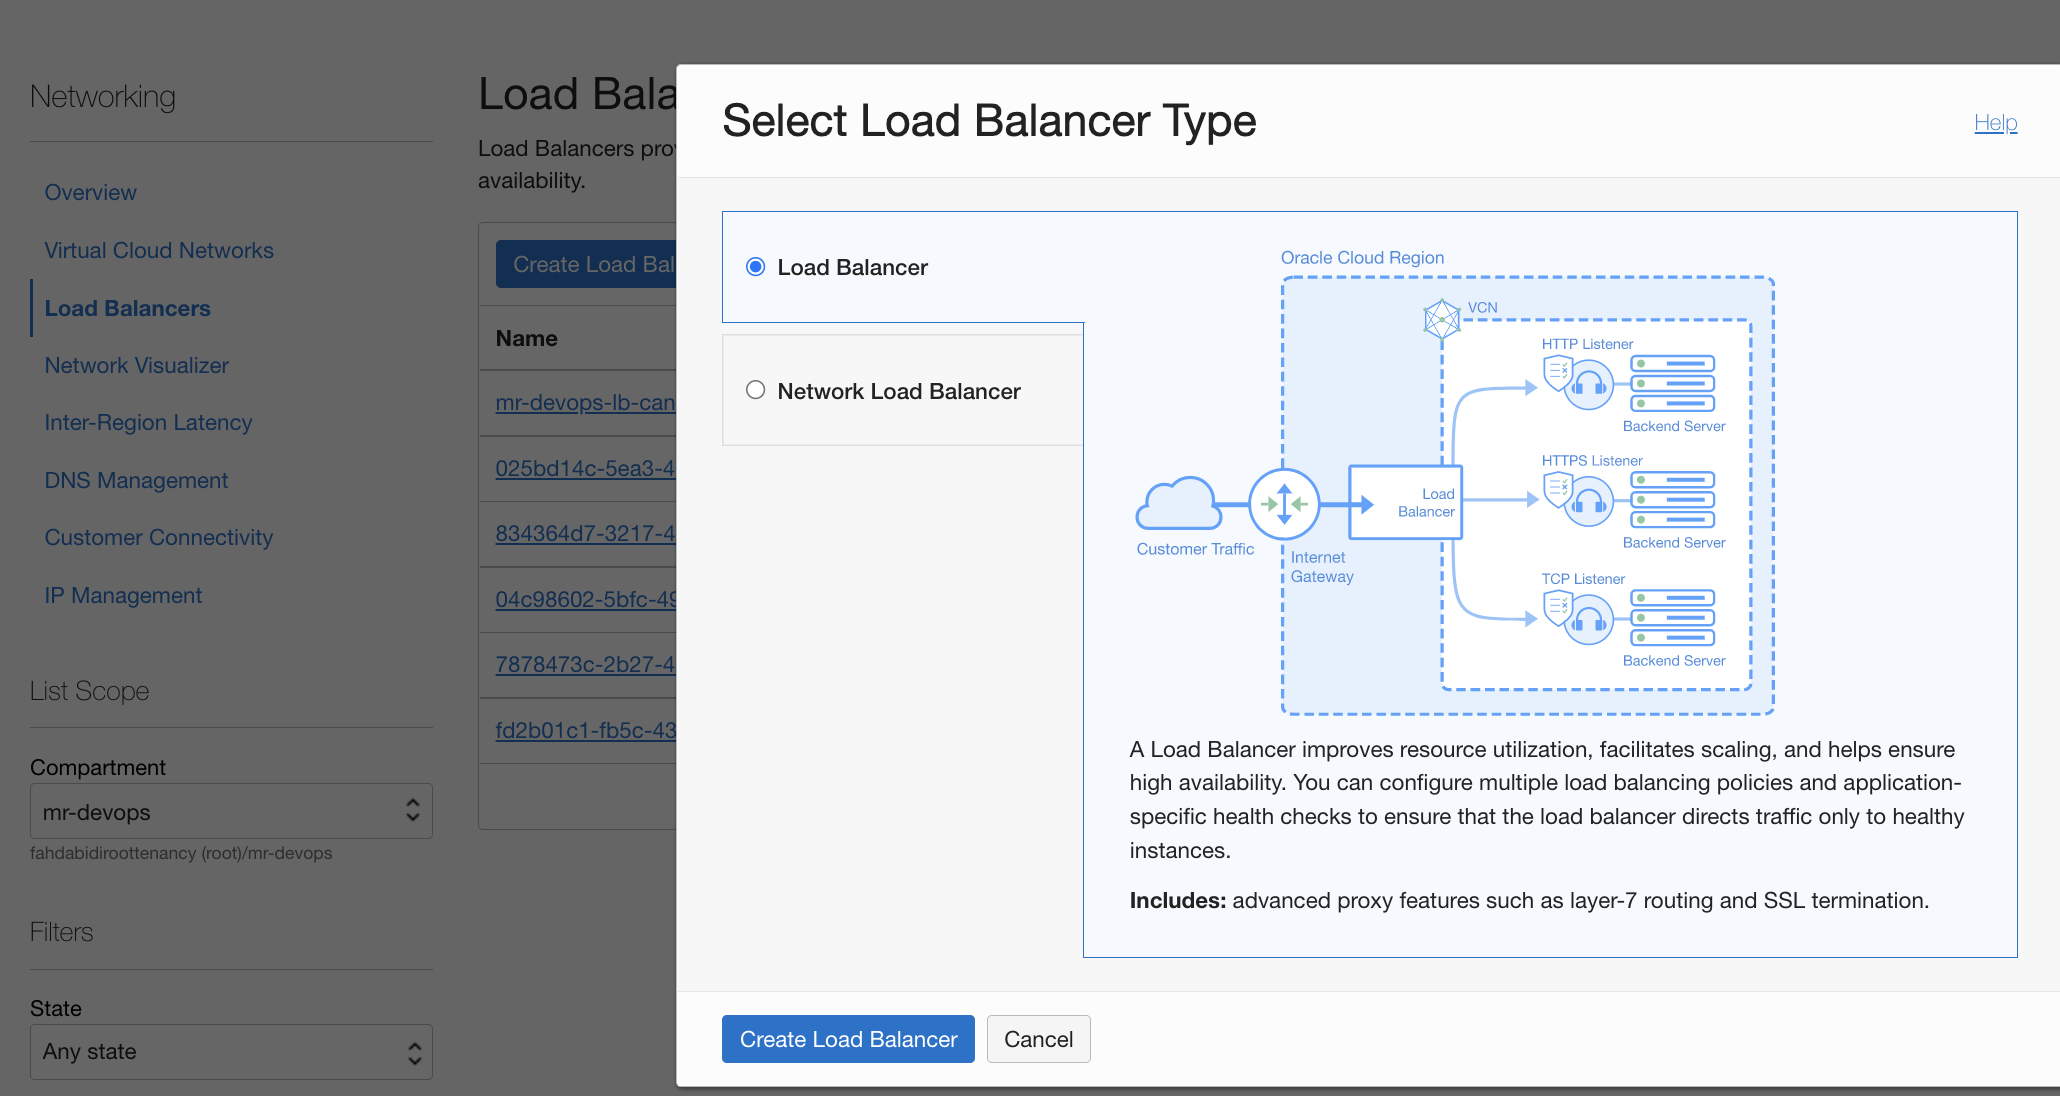 Networking
Overview
Virtual Cloud Networks
Load Balancers
Network Visualizer
Inter-Region Latency
DNS Management
Customer Connectivity
IP Management
List Scope
Compartment
mr-devops
fahdabidiroottenancy (root)/mr-devops
Filters
State
Any state
Load Bala
Load Balancers prov
availability.
Create Load Bal
Name
mr-devops-lb-can
025bd14c-5ea3-4
834364d7-3217-4
04c98602-5bfc-49
7878473c-2b27-4
fd2b01c1-fb5c-43
Select Load Balancer Type
Help
Load Balancer
Network Load Balancer
Oracle Cloud Region
VCN
HTTP Listener
Backend Server
HTTPS Listener
Load
Balancer
Backend Server
Customer Traffic
Internet
Gateway
TCP Listener
Backend Server
A Load Balancer improves resource utilization, facilitates scaling, and helps ensure
high availability. You can configure multiple load balancing policies and application-
specific health checks to ensure that the load balancer directs traffic only to healthy
instances.
Includes: advanced proxy features such as layer-7 routing and SSL termination.
Create Load Balancer
Cancel